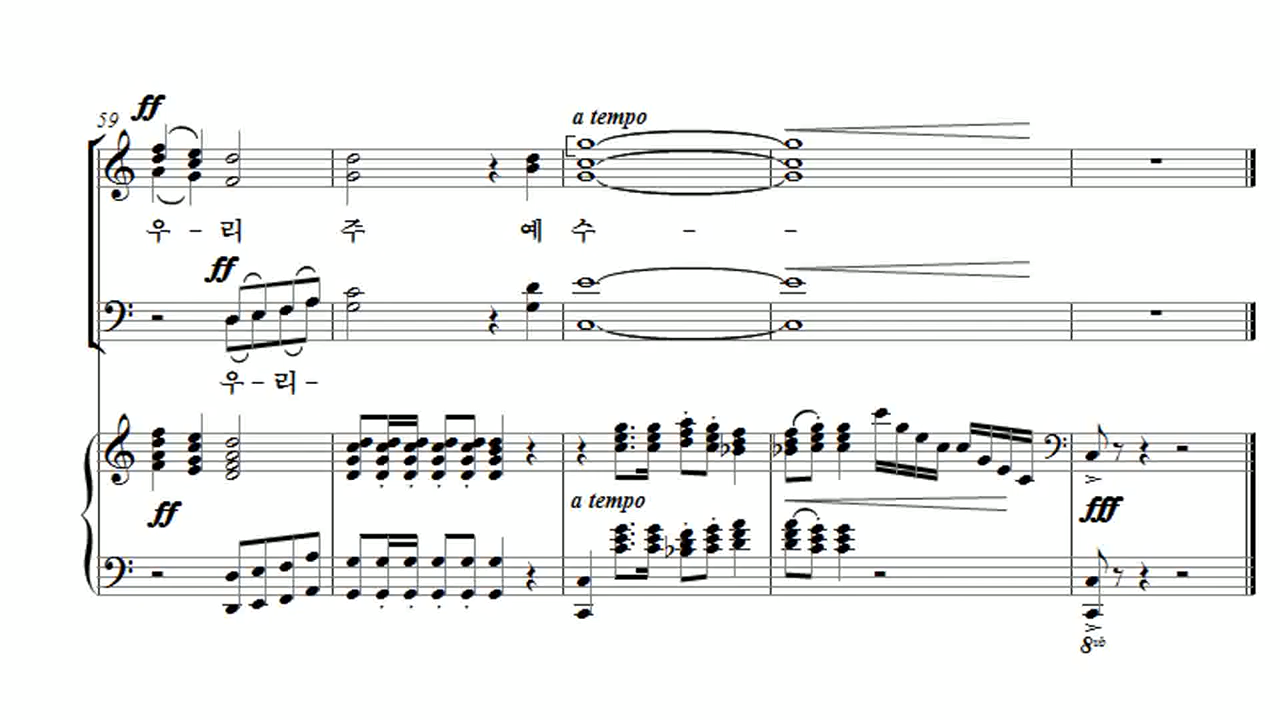 ff
59
a tempo
우 - 리 주 예 수 - -
ff
우 - 리 -
ff
a tempo
fff
8vb